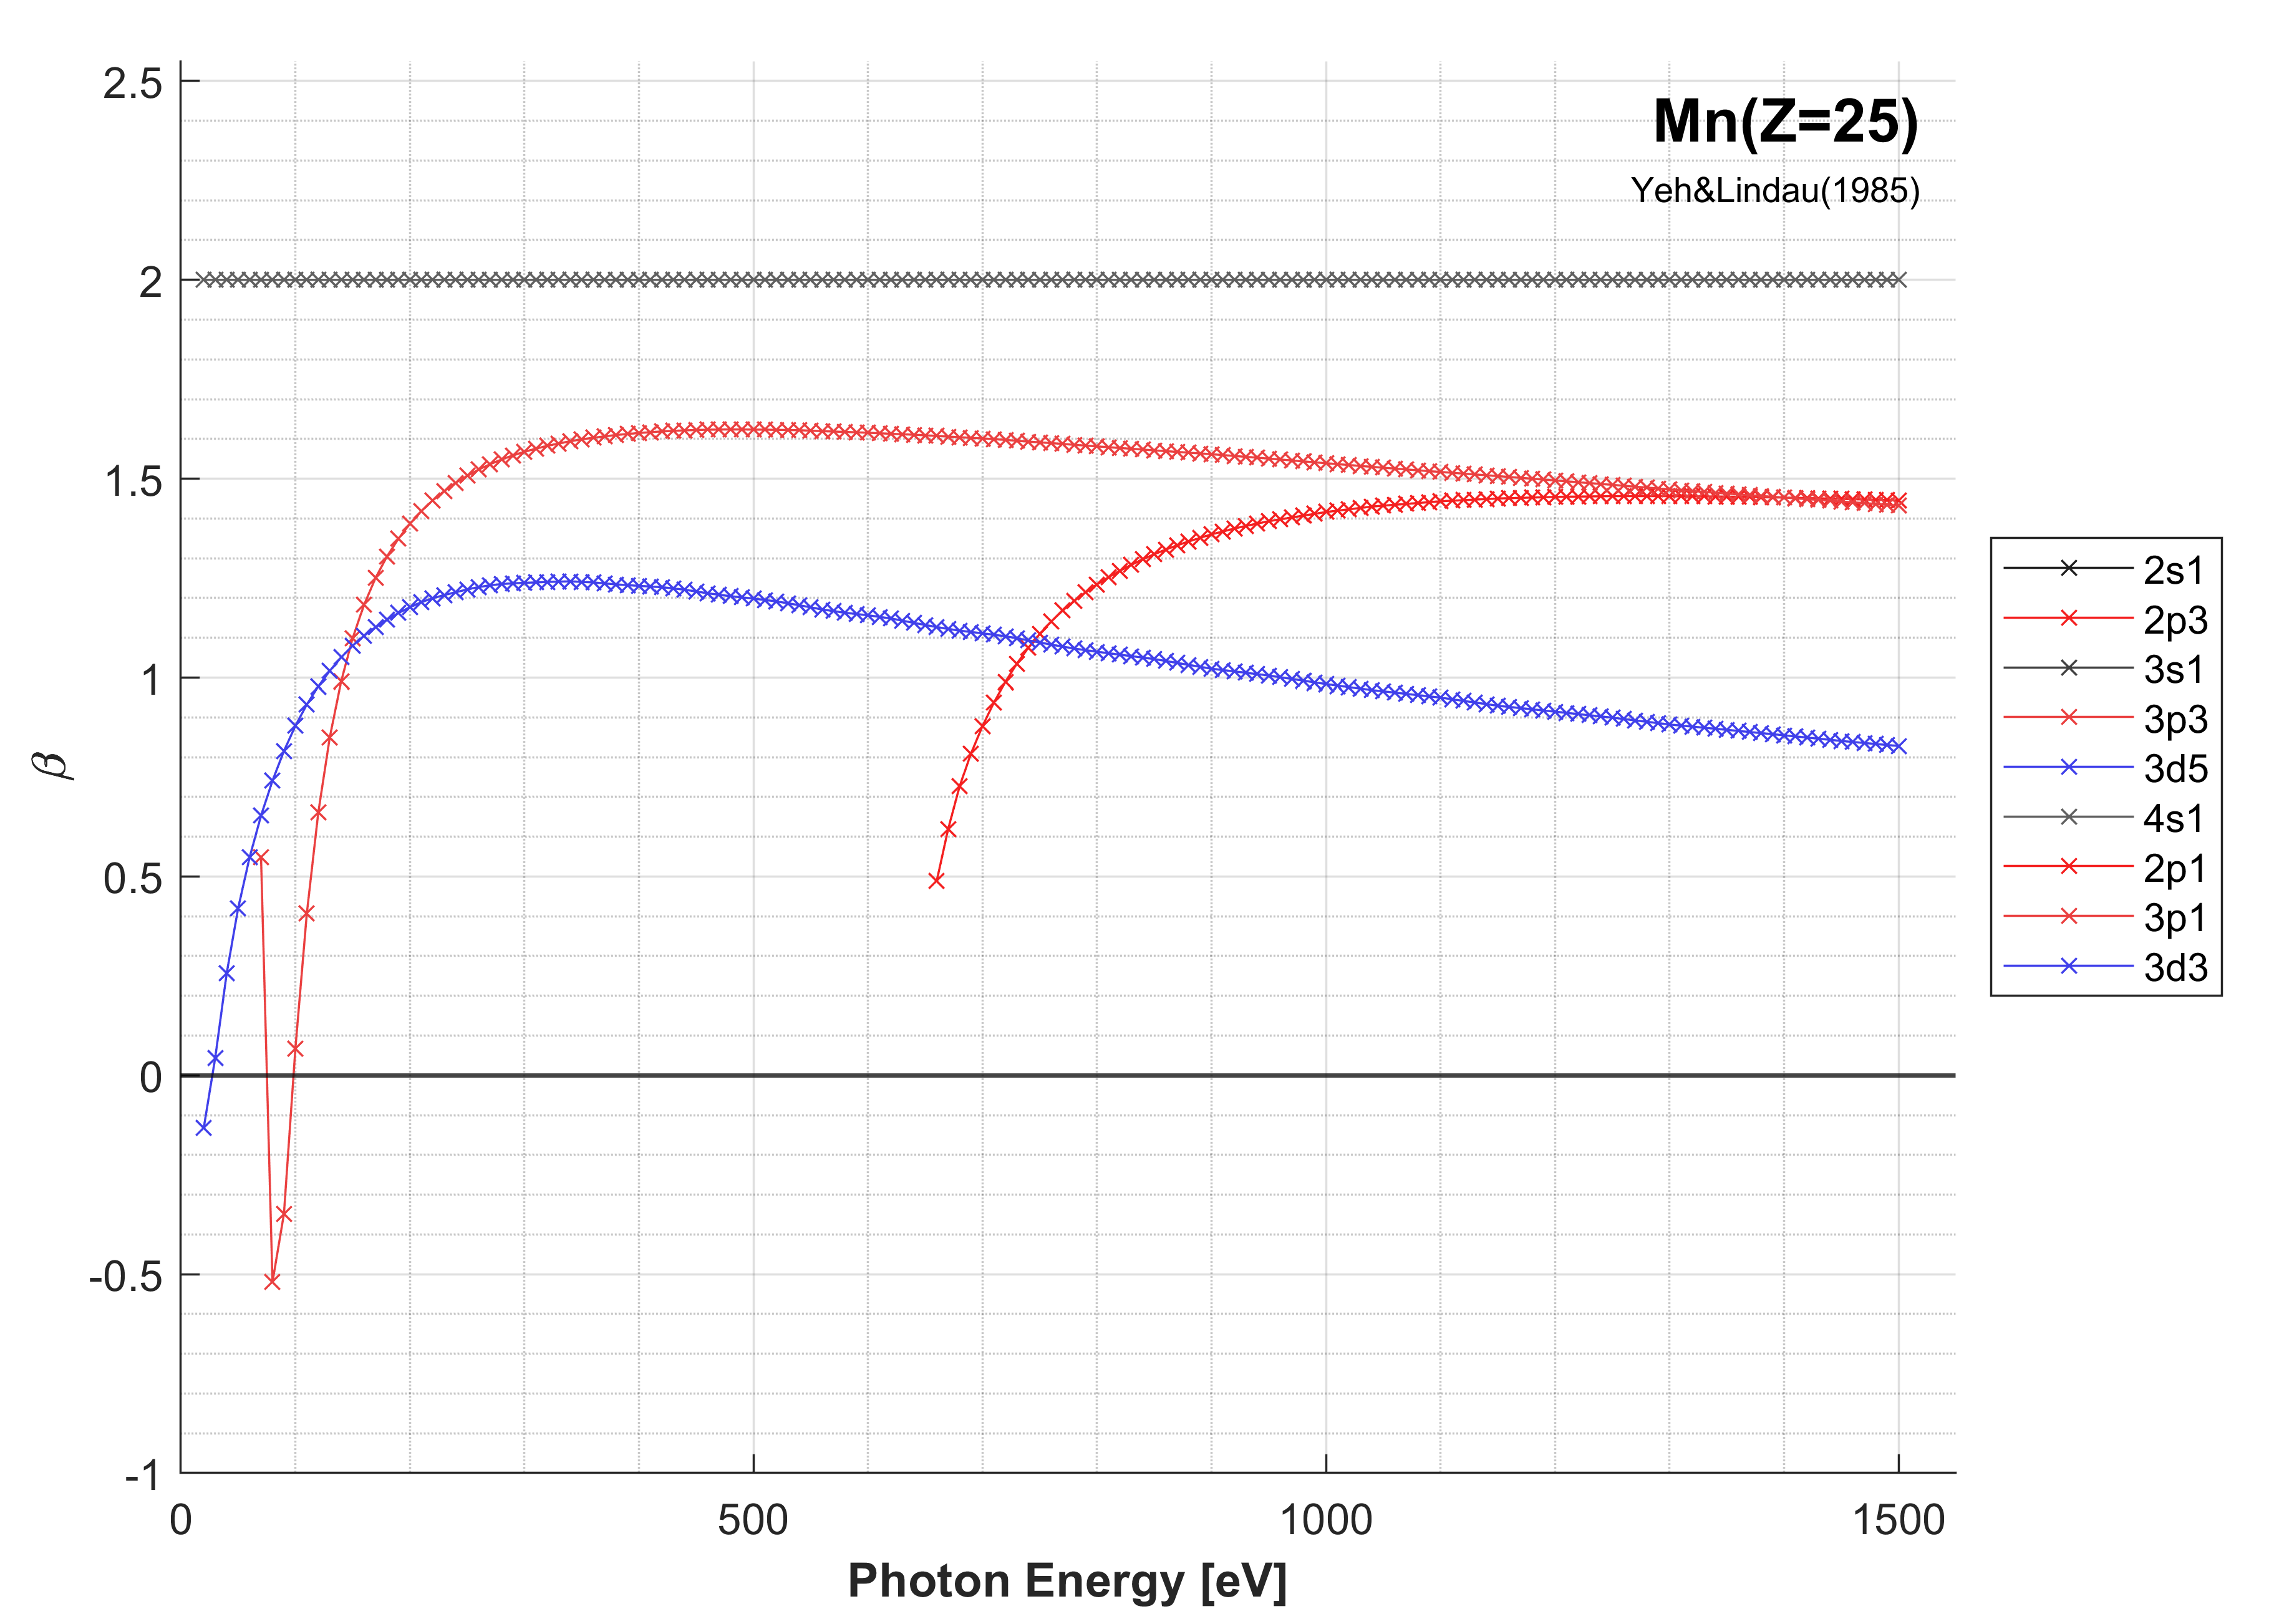 Mn(Z=25)
Yeh&Lindau(1985)
2.5
2
1.5
1
0.5
0
-0.5
-1
β
0 500 1000 1500
Photon Energy [eV]
2s1
2p3
3s1
3p3
3d5
4s1
2p1
3p1
3d3